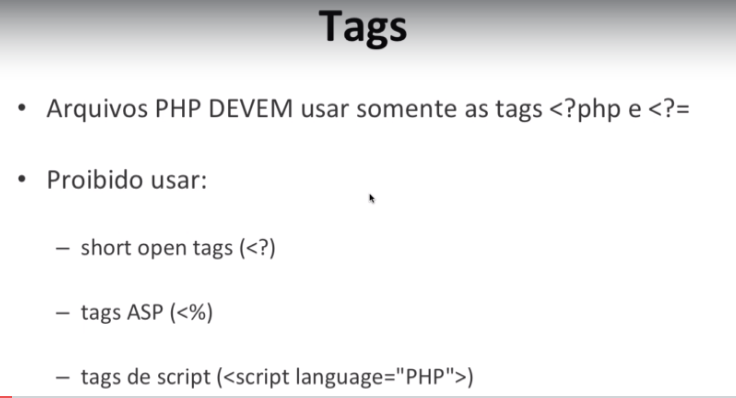 Tags
• Arquivos PHP DEVEM usar somente as tags <?php e <?=
• Proibido usar:
– short open tags (<?)
– tags ASP (<%)
– tags de script (<script language="PHP">)